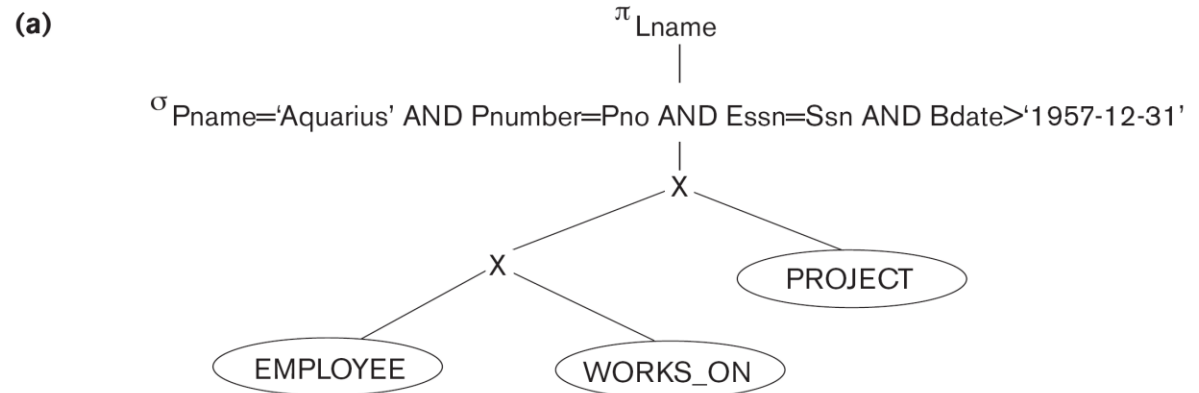 (a)
π Lname
σ Pname=‘Aquarius’ AND Pnumber=Pno AND Essn=Ssn AND Bdate>‘1957-12-31’
X
X
PROJECT
EMPLOYEE
WORKS_ON